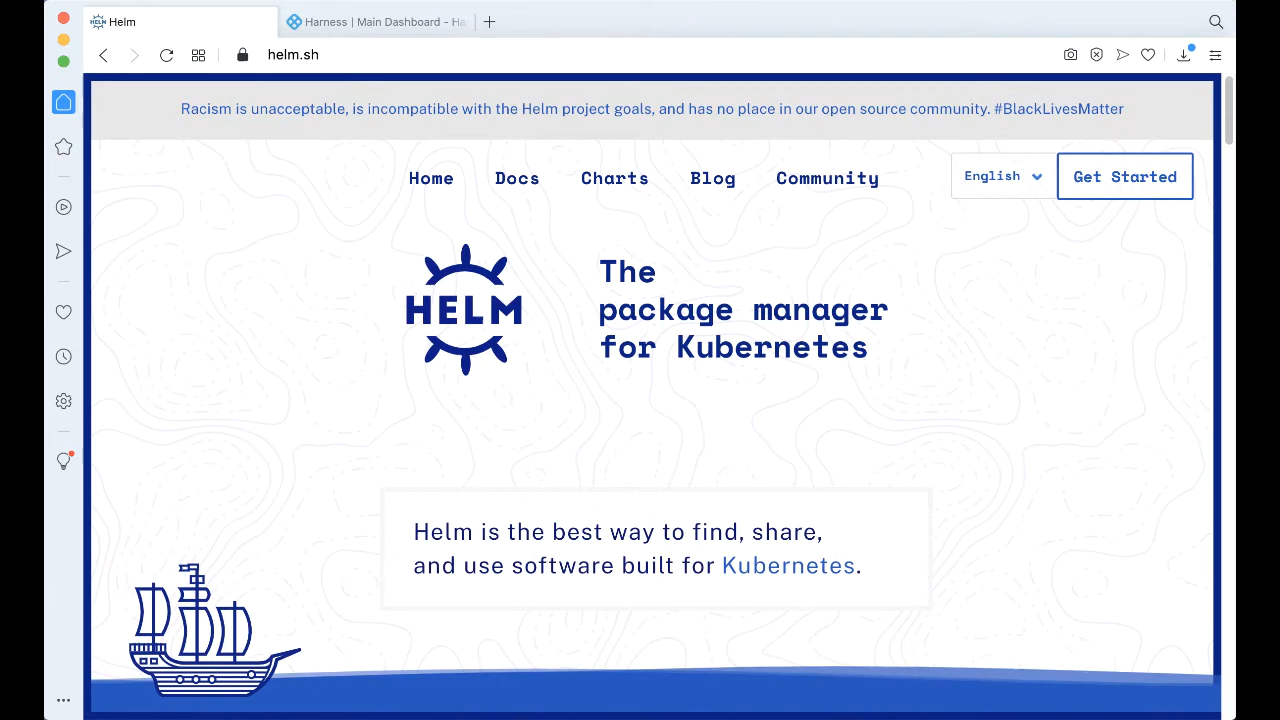 HELM
Helm
Harness | Main Dashboard - Ha
helm.sh
Racism is unacceptable, is incompatible with the Helm project goals, and has no place in our open source community. #BlackLivesMatter
Home
Docs
Charts
Blog
Community
English
Get Started
HELM
The
package manager
for Kubernetes
Helm is the best way to find, share,
and use software built for Kubernetes.